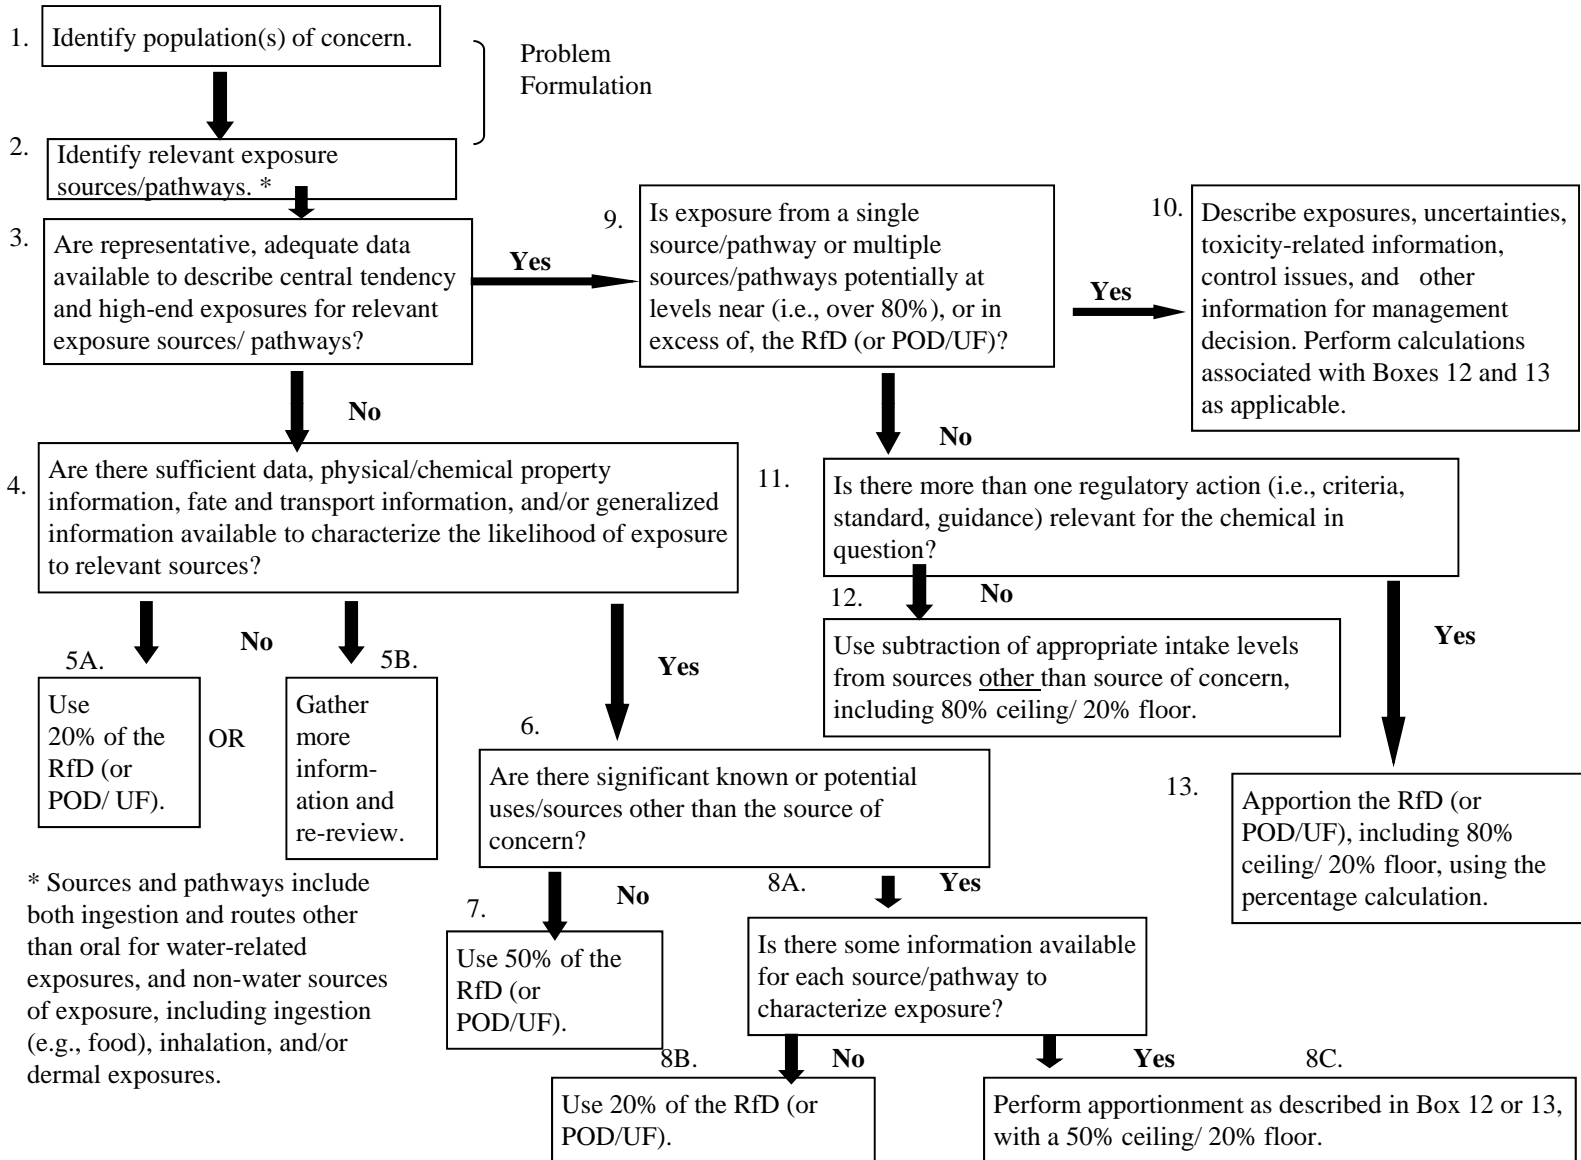 1.
Identify population(s) of concern.
Problem
Formulation
2.
Identify relevant exposure
sources/pathways. *
3.
Are representative, adequate data
available to describe central tendency
and high-end exposures for relevant
exposure sources/ pathways?
Yes
9.
Is exposure from a single
source/pathway or multiple
sources/pathways potentially at
levels near (i.e., over 80%), or in
excess of, the RfD (or POD/UF)?
Yes
10.
Describe exposures, uncertainties,
toxicity-related information,
control issues, and other
information for management
decision. Perform calculations
associated with Boxes 12 and 13
as applicable.
No
No
4.
Are there sufficient data, physical/chemical property
information, fate and transport information, and/or generalized
information available to characterize the likelihood of exposure
to relevant sources?
11.
Is there more than one regulatory action (i.e., criteria,
standard, guidance) relevant for the chemical in
question?
No
12.
Use subtraction of appropriate intake levels
from sources other than source of concern,
including 80% ceiling/ 20% floor.
Yes
13.
Apportion the RfD (or
POD/UF), including 80%
ceiling/ 20% floor, using the
percentage calculation.
No
5A.
Use
20% of the
RfD (or
POD/ UF).
OR
5B.
Gather
more
inform-
ation and
re-review.
Yes
6.
Are there significant known or potential
uses/sources other than the source of
concern?
No
7.
Use 50% of the
RfD (or
POD/UF).
8A.
Yes
Is there some information available
for each source/pathway to
characterize exposure?
8B.
No
Use 20% of the RfD (or
POD/UF).
Yes
8C.
Perform apportionment as described in Box 12 or 13,
with a 50% ceiling/ 20% floor.
* Sources and pathways include
both ingestion and routes other
than oral for water-related
exposures, and non-water sources
of exposure, including ingestion
(e.g., food), inhalation, and/or
dermal exposures.